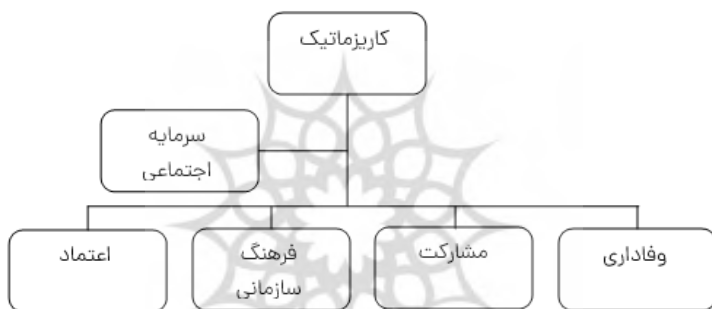 کاریزماتیک
سرمایه
اجتماعی
وفاداری
مشارکت
فرهنگ
سازمانی
اعتماد